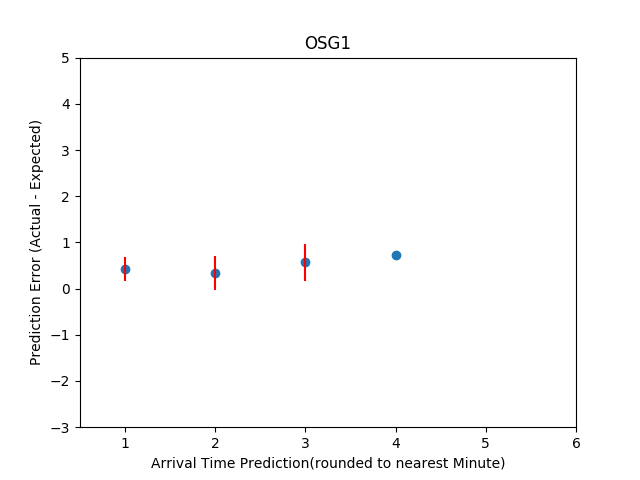 OSG1
5
4
3
2
1
0
−1
−2
−3
Prediction Error (Actual - Expected)
1 2 3 4 5 6
Arrival Time Prediction(rounded to nearest Minute)